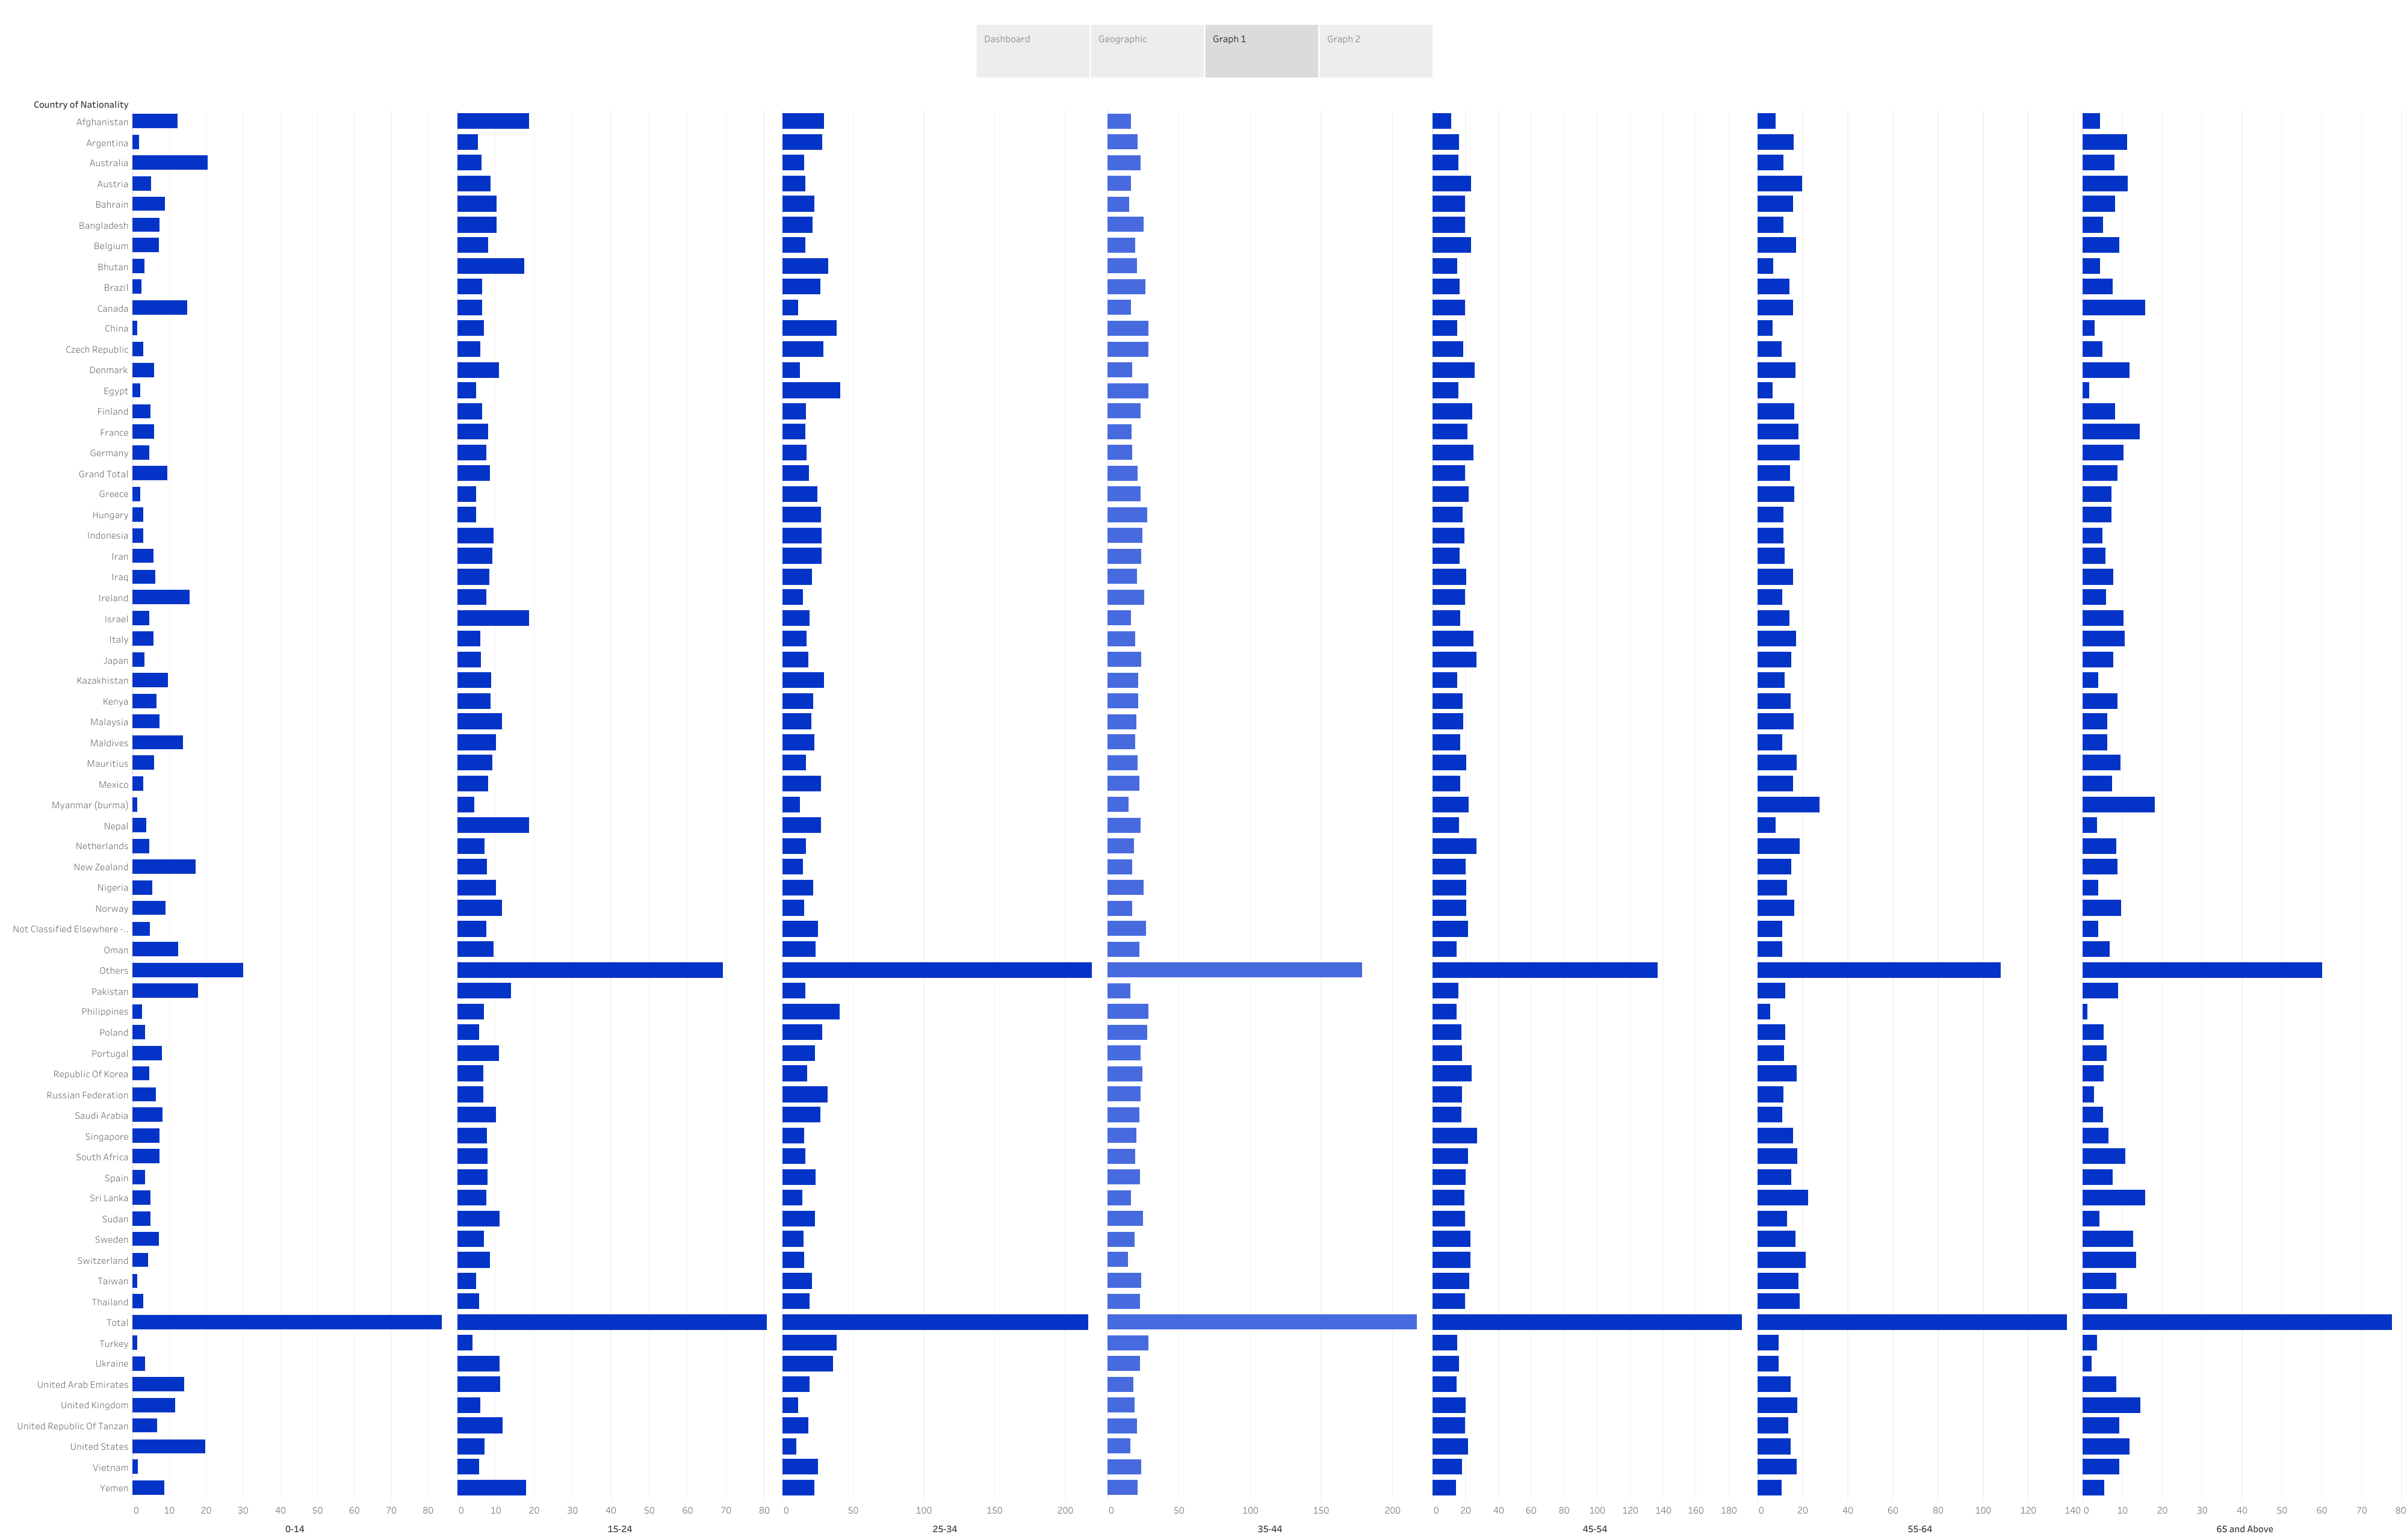 Dashboard
Geographic
Graph 1
Graph 2
Country of Nationality
Afghanistan
Argentina
Australia
Austria
Bahrain
Bangladesh
Belgium
Bhutan
Brazil
Canada
China
Czech Republic
Denmark
Egypt
Finland
France
Germany
Grand Total
Greece
Hungary
Indonesia
Iran
Iraq
Ireland
Israel
Italy
Japan
Kazakhstan
Kenya
Malaysia
Maldives
Mauritius
Mexico
Myanmar (burma)
Nepal
Netherlands
New Zealand
Nigeria
Norway
Not Classified Elsewhere -..
Oman
Others
Pakistan
Philippines
Poland
Portugal
Republic Of Korea
Russian Federation
Saudi Arabia
Singapore
South Africa
Spain
Sri Lanka
Sudan
Sweden
Switzerland
Taiwan
Thailand
Total
Turkey
Ukraine
United Arab Emirates
United Kingdom
United Republic Of Tanzan
United States
Vietnam
Yemen
0 10 20 30 40 50 60 70 80 0 10 20 30 40 50 60 70 80 0 50 100 150 200 0 50 100 150 200 0 20 40 60 80 100 120 140 160 180 0 20 40 60 80 100 120 140 0 10 20 30 40 50 60 70 80
0-14 15-24 25-34 35-44 45-54 55-64 65 and Above